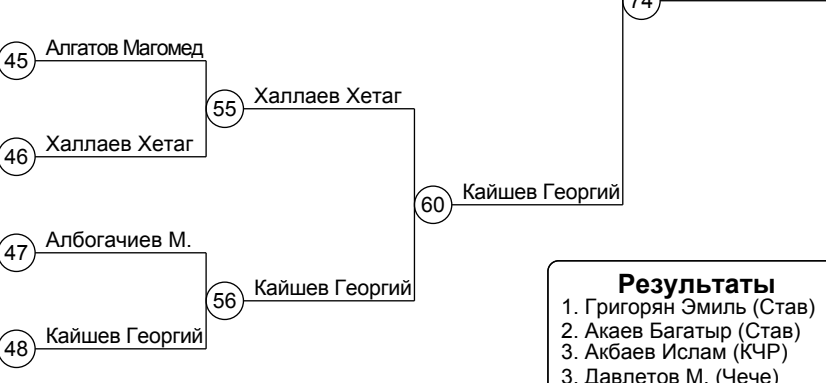 74
45 Алгатов Магомед
55 Халлаев Хетаг
46 Халлаев Хетаг
60 Кайшев Георгий
47 Албогачиев М.
56 Кайшев Георгий
48 Кайшев Георгий
Результаты
1. Григорян Эмиль (Став)
2. Акаев Багатыр (Став)
3. Акбаев Ислам (КЧР)
3. Давлетов М. (Чече)